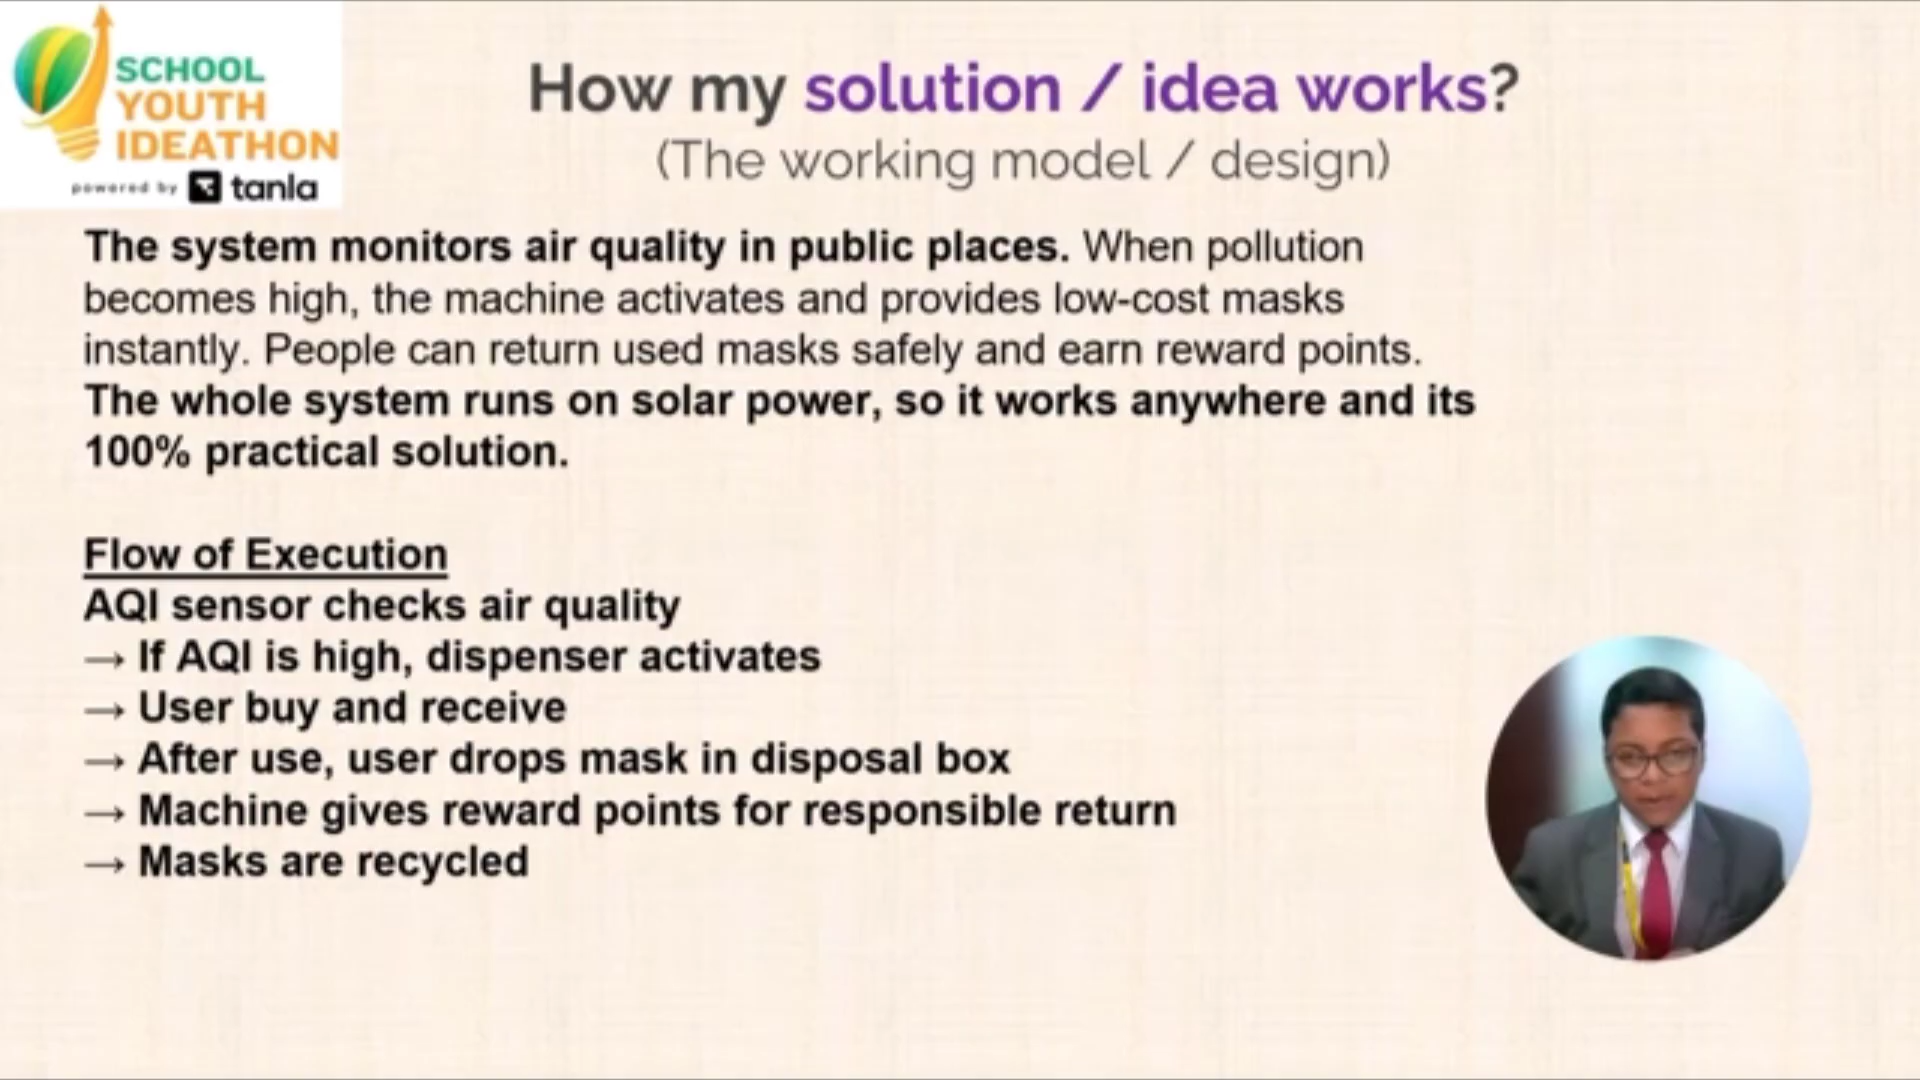 SCHOOL
YOUTH
IDEATHON
powered by tanla
How my solution / idea works?
(The working model / design)
The system monitors air quality in public places. When pollution
becomes high, the machine activates and provides low-cost masks
instantly. People can return used masks safely and earn reward points.
The whole system runs on solar power, so it works anywhere and its
100% practical solution.
Flow of Execution
AQI sensor checks air quality
→ If AQI is high, dispenser activates
→ User buy and receive
→ After use, user drops mask in disposal box
→ Machine gives reward points for responsible return
→ Masks are recycled